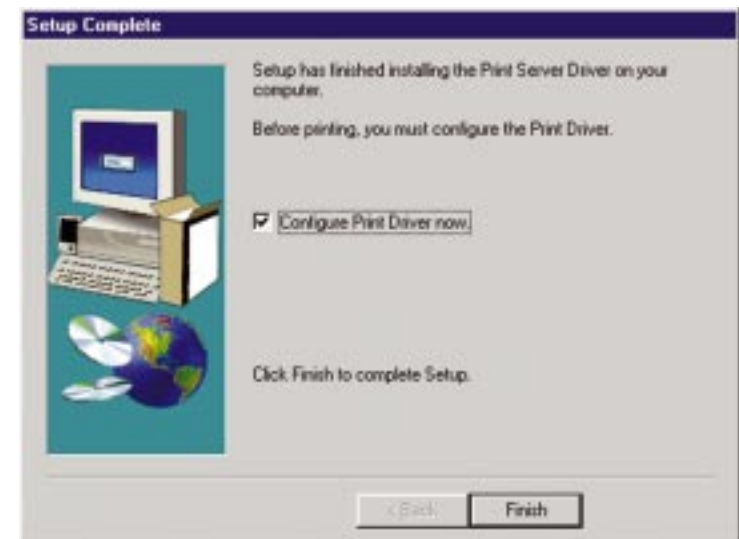 Setup Complete
Setup has finished installing the Print Server Driver on your
computer.
Before printing, you must configure the Print Driver.
Configure Print Driver now.
Click Finish to complete Setup.
< Back
Finish